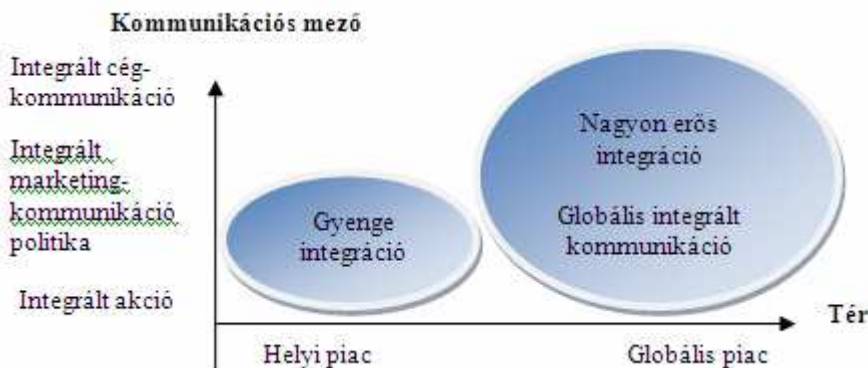 Kommunikációs mező
Integrált cég-
kommunikáció
Integrált
marketing-
kommunikáció
politika
Integrált akció
Gyenge
integráció
Nagyon erős
integráció
Globális integrált
kommunikáció
Tér
Helyi piac
Globális piac